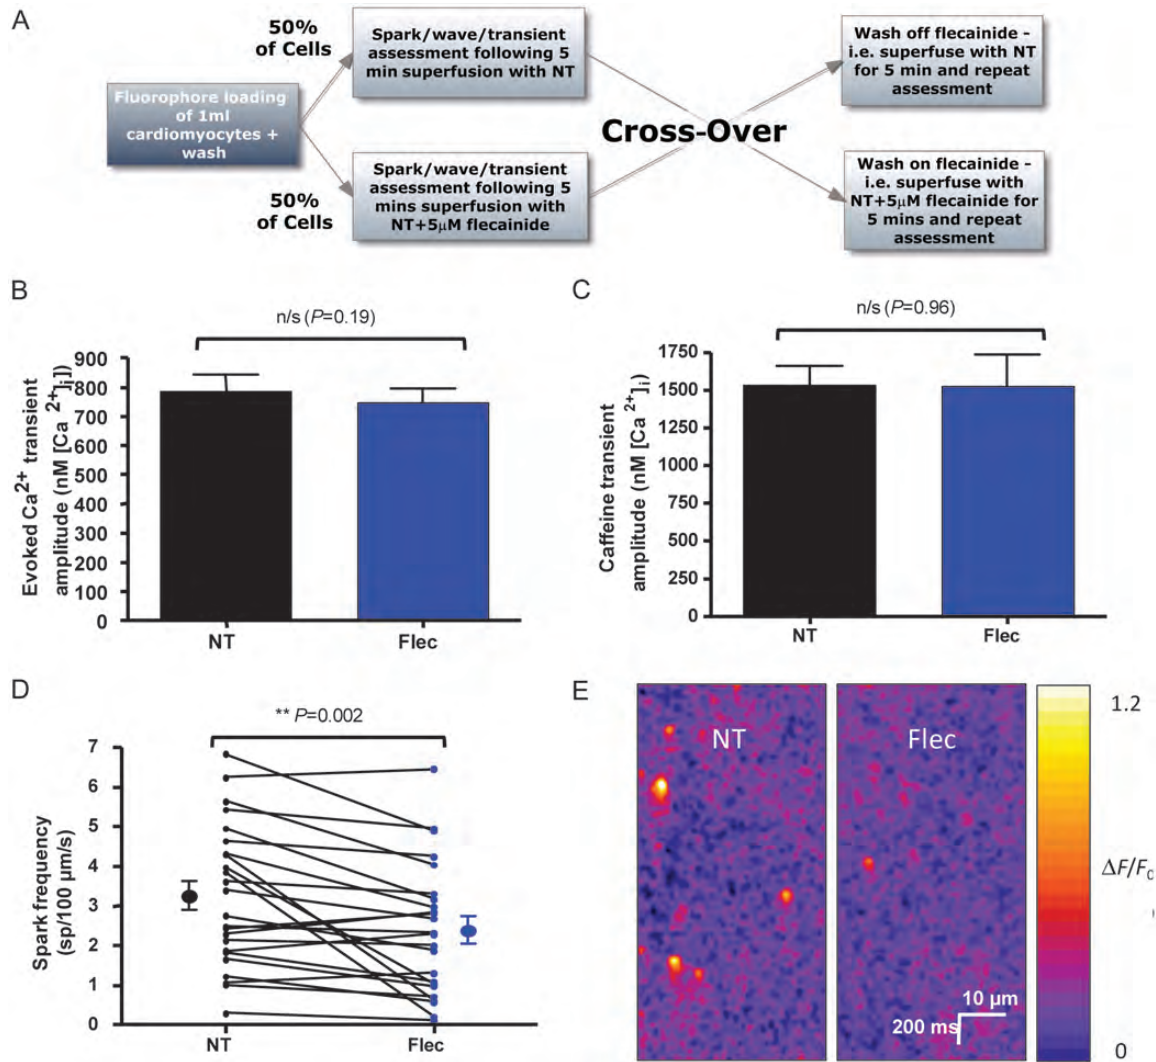 A
50%
of Cells
Fluorophore loading
of 1ml
cardiomyocytes +
wash
50%
of Cells
Spark/wave/transient
assessment following 5
min superfusion with NT
Spark/wave/transient
assessment following 5
mins superfusion with
NT+5μM flecainide
Cross-Over
Wash off flecainide -
i.e. superfuse with NT
for 5 min and repeat
assessment
Wash on flecainide -
i.e. superfuse with
NT+5μM flecainide for
5 mins and repeat
assessment
B
n/s (P=0.19)
Evoked Ca²⁺ transient
amplitude (nM [Ca ²⁺]ᵢ])
900
800
700
600
500
400
300
200
100
0
NT
Flec
C
n/s (P=0.96)
Caffeine transient
amplitude (nM [Ca ²⁺]ᵢ)
1750
1500
1250
1000
750
500
250
0
NT
Flec
D
** P=0.002
Spark frequency
(sp/100 μm/s)
7
6
5
4
3
2
1
0
NT
Flec
E
NT
Flec
10 μm
200 ms
1.2
ΔF/F₀
0